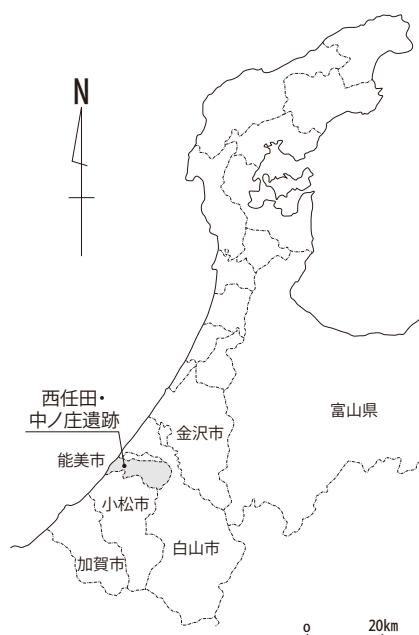 N
西任田・
中ノ庄遺跡
金沢市
富山県
能美市
小松市
白山市
加賀市
0 20km